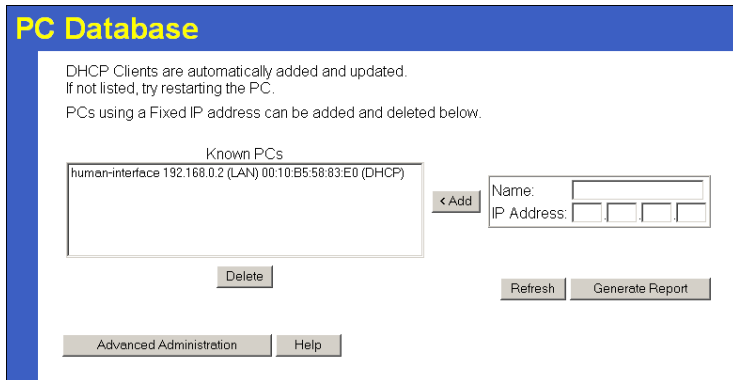 PC Database
DHCP Clients are automatically added and updated.
If not listed, try restarting the PC.
PCs using a Fixed IP address can be added and deleted below.
Known PCs
human-interface 192.168.0.2 (LAN) 00:10:B5:58:83:E0 (DHCP)
< Add
Name:
IP Address: . . .
Delete
Refresh Generate Report
Advanced Administration Help